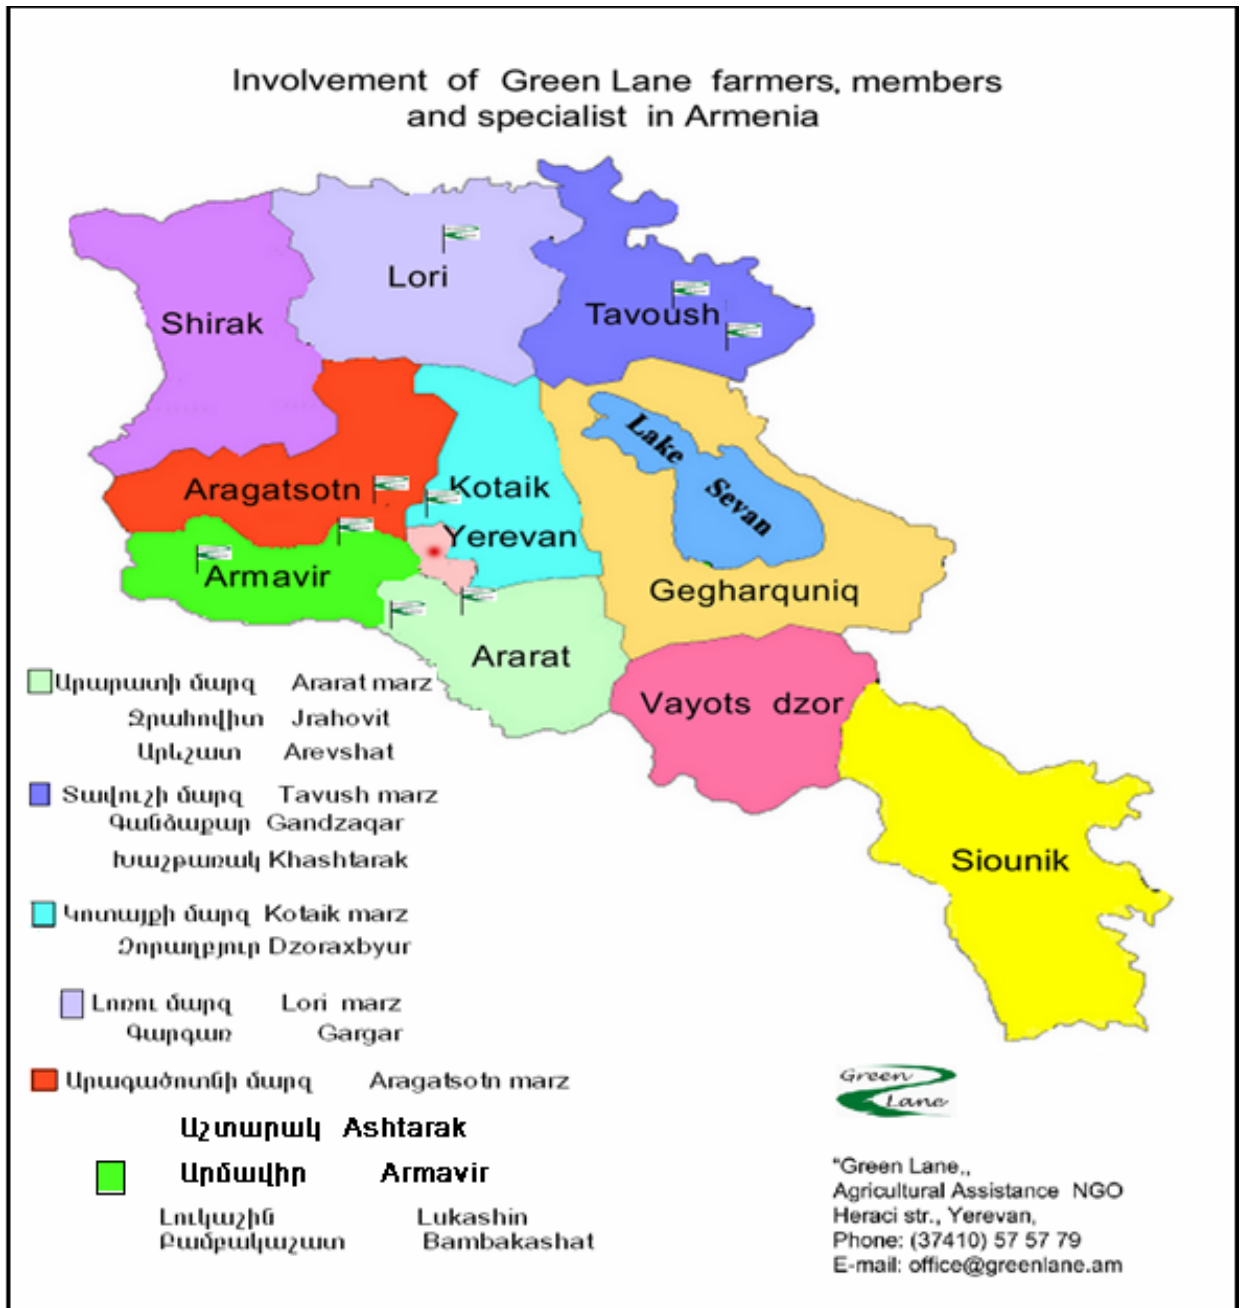 Involvement of Green Lane farmers, members
and specialist in Armenia
Lori
Shirak
Tavoush
Lake
Sevan
Aragatsotn
Kotaik
Yerevan
Armavir
Gegharquniq
Ararat
Vayots dzor
Siounik
Արարատի մարզ Ararat marz
Ջրահովիտ Jrahovit
Արևշատ Arevshat
Տավուշի մարզ Tavush marz
Գանձաքար Gandzaqar
Խաշթառակ Khashtarak
Կոտայքի մարզ Kotaik marz
Ձորաղբյուր Dzoraxbyur
Լոռու մարզ Lori marz
Գարգառ Gargar
Արագածոտնի մարզ Aragatsotn marz
Աշտարակ Ashtarak
Արմավիր Armavir
Լուկաշին Lukashin
Բամբակաշատ Bambakashat
Green
Lane
"Green Lane,,
Agricultural Assistance NGO
Heraci str., Yerevan,
Phone: (37410) 57 57 79
E-mail: office@greenlane.am